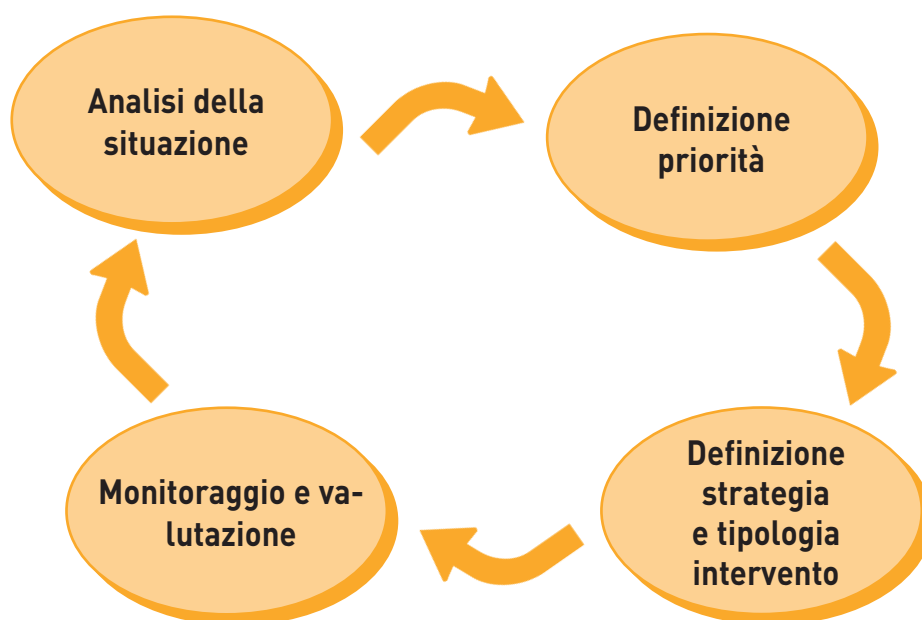 Analisi della
situazione
Definizione
priorità
Definizione
strategia
e tipologia
intervento
Monitoraggio e va-
lutazione